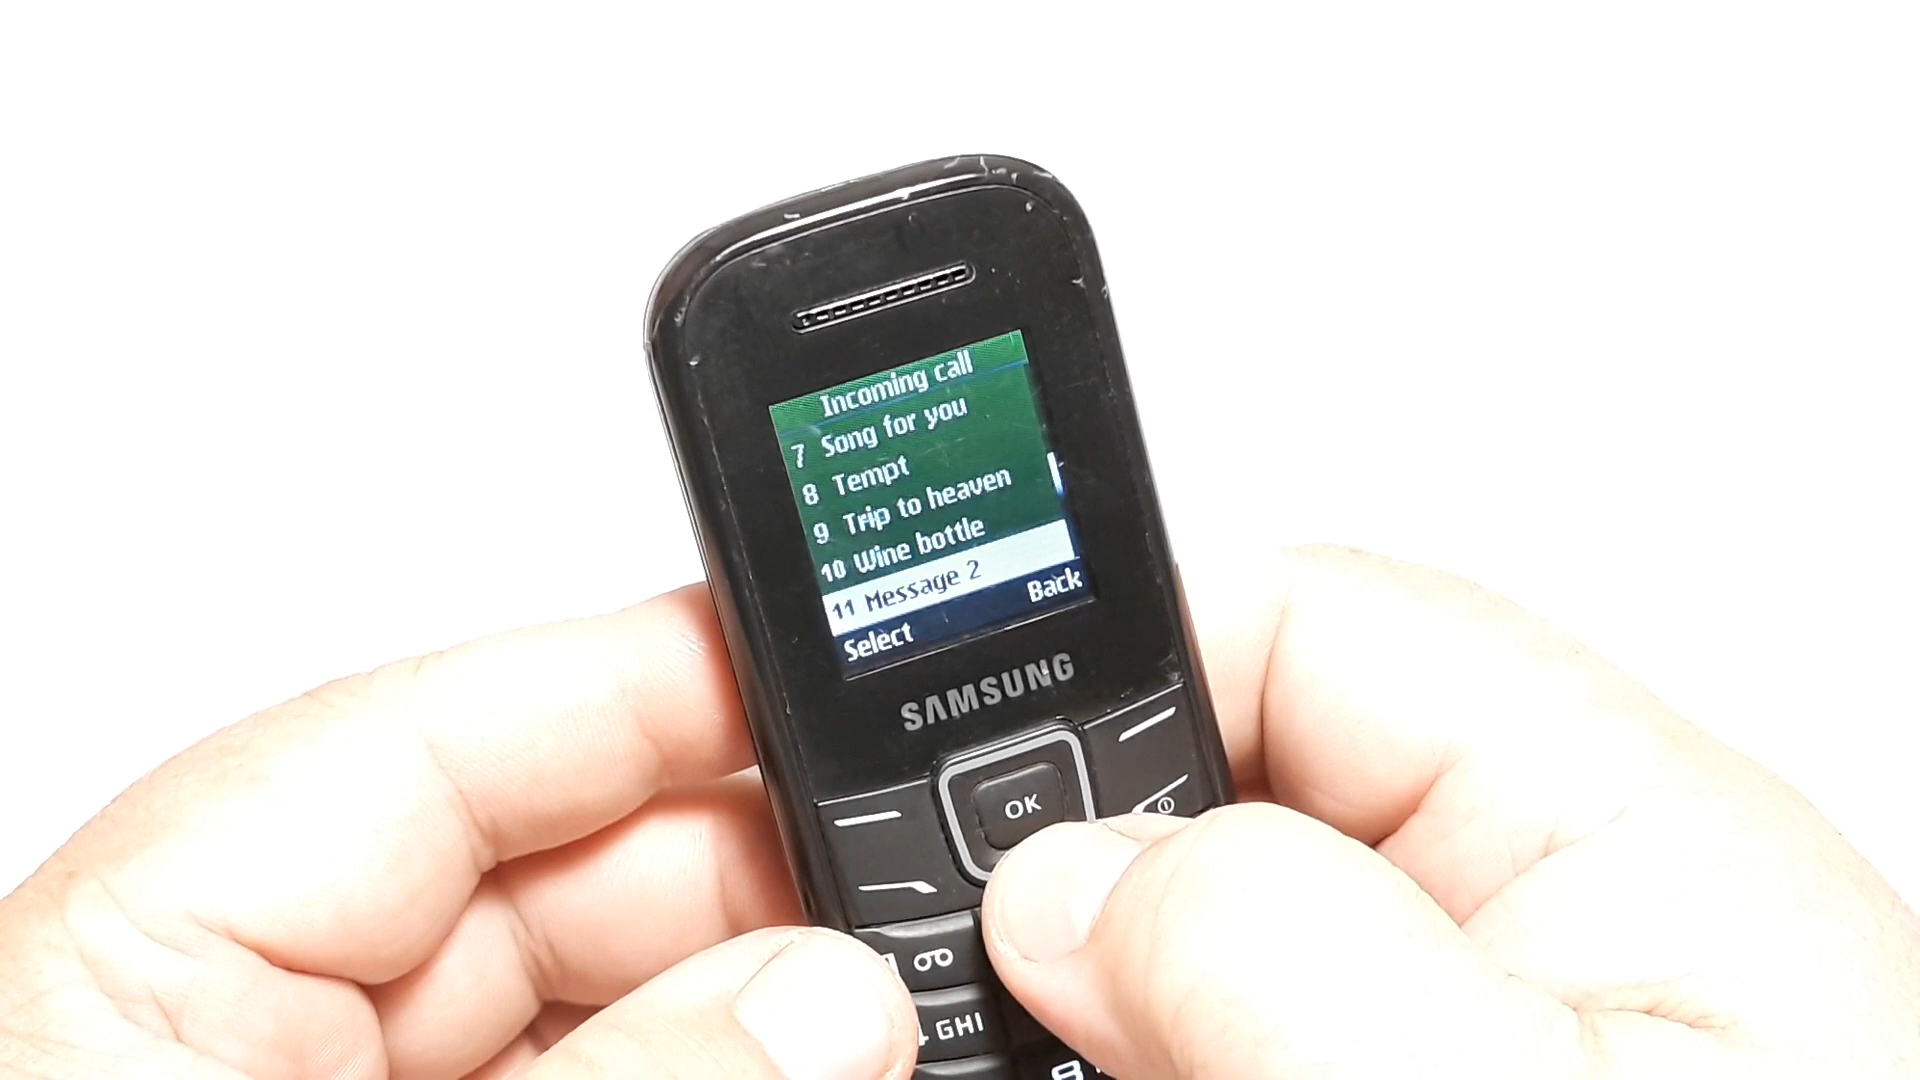 Incoming call
7 Song for you
8 Tempt
9 Trip to heaven
10 Wine bottle
11 Message 2
Select Back
SAMSUNG
OK
GHI
8